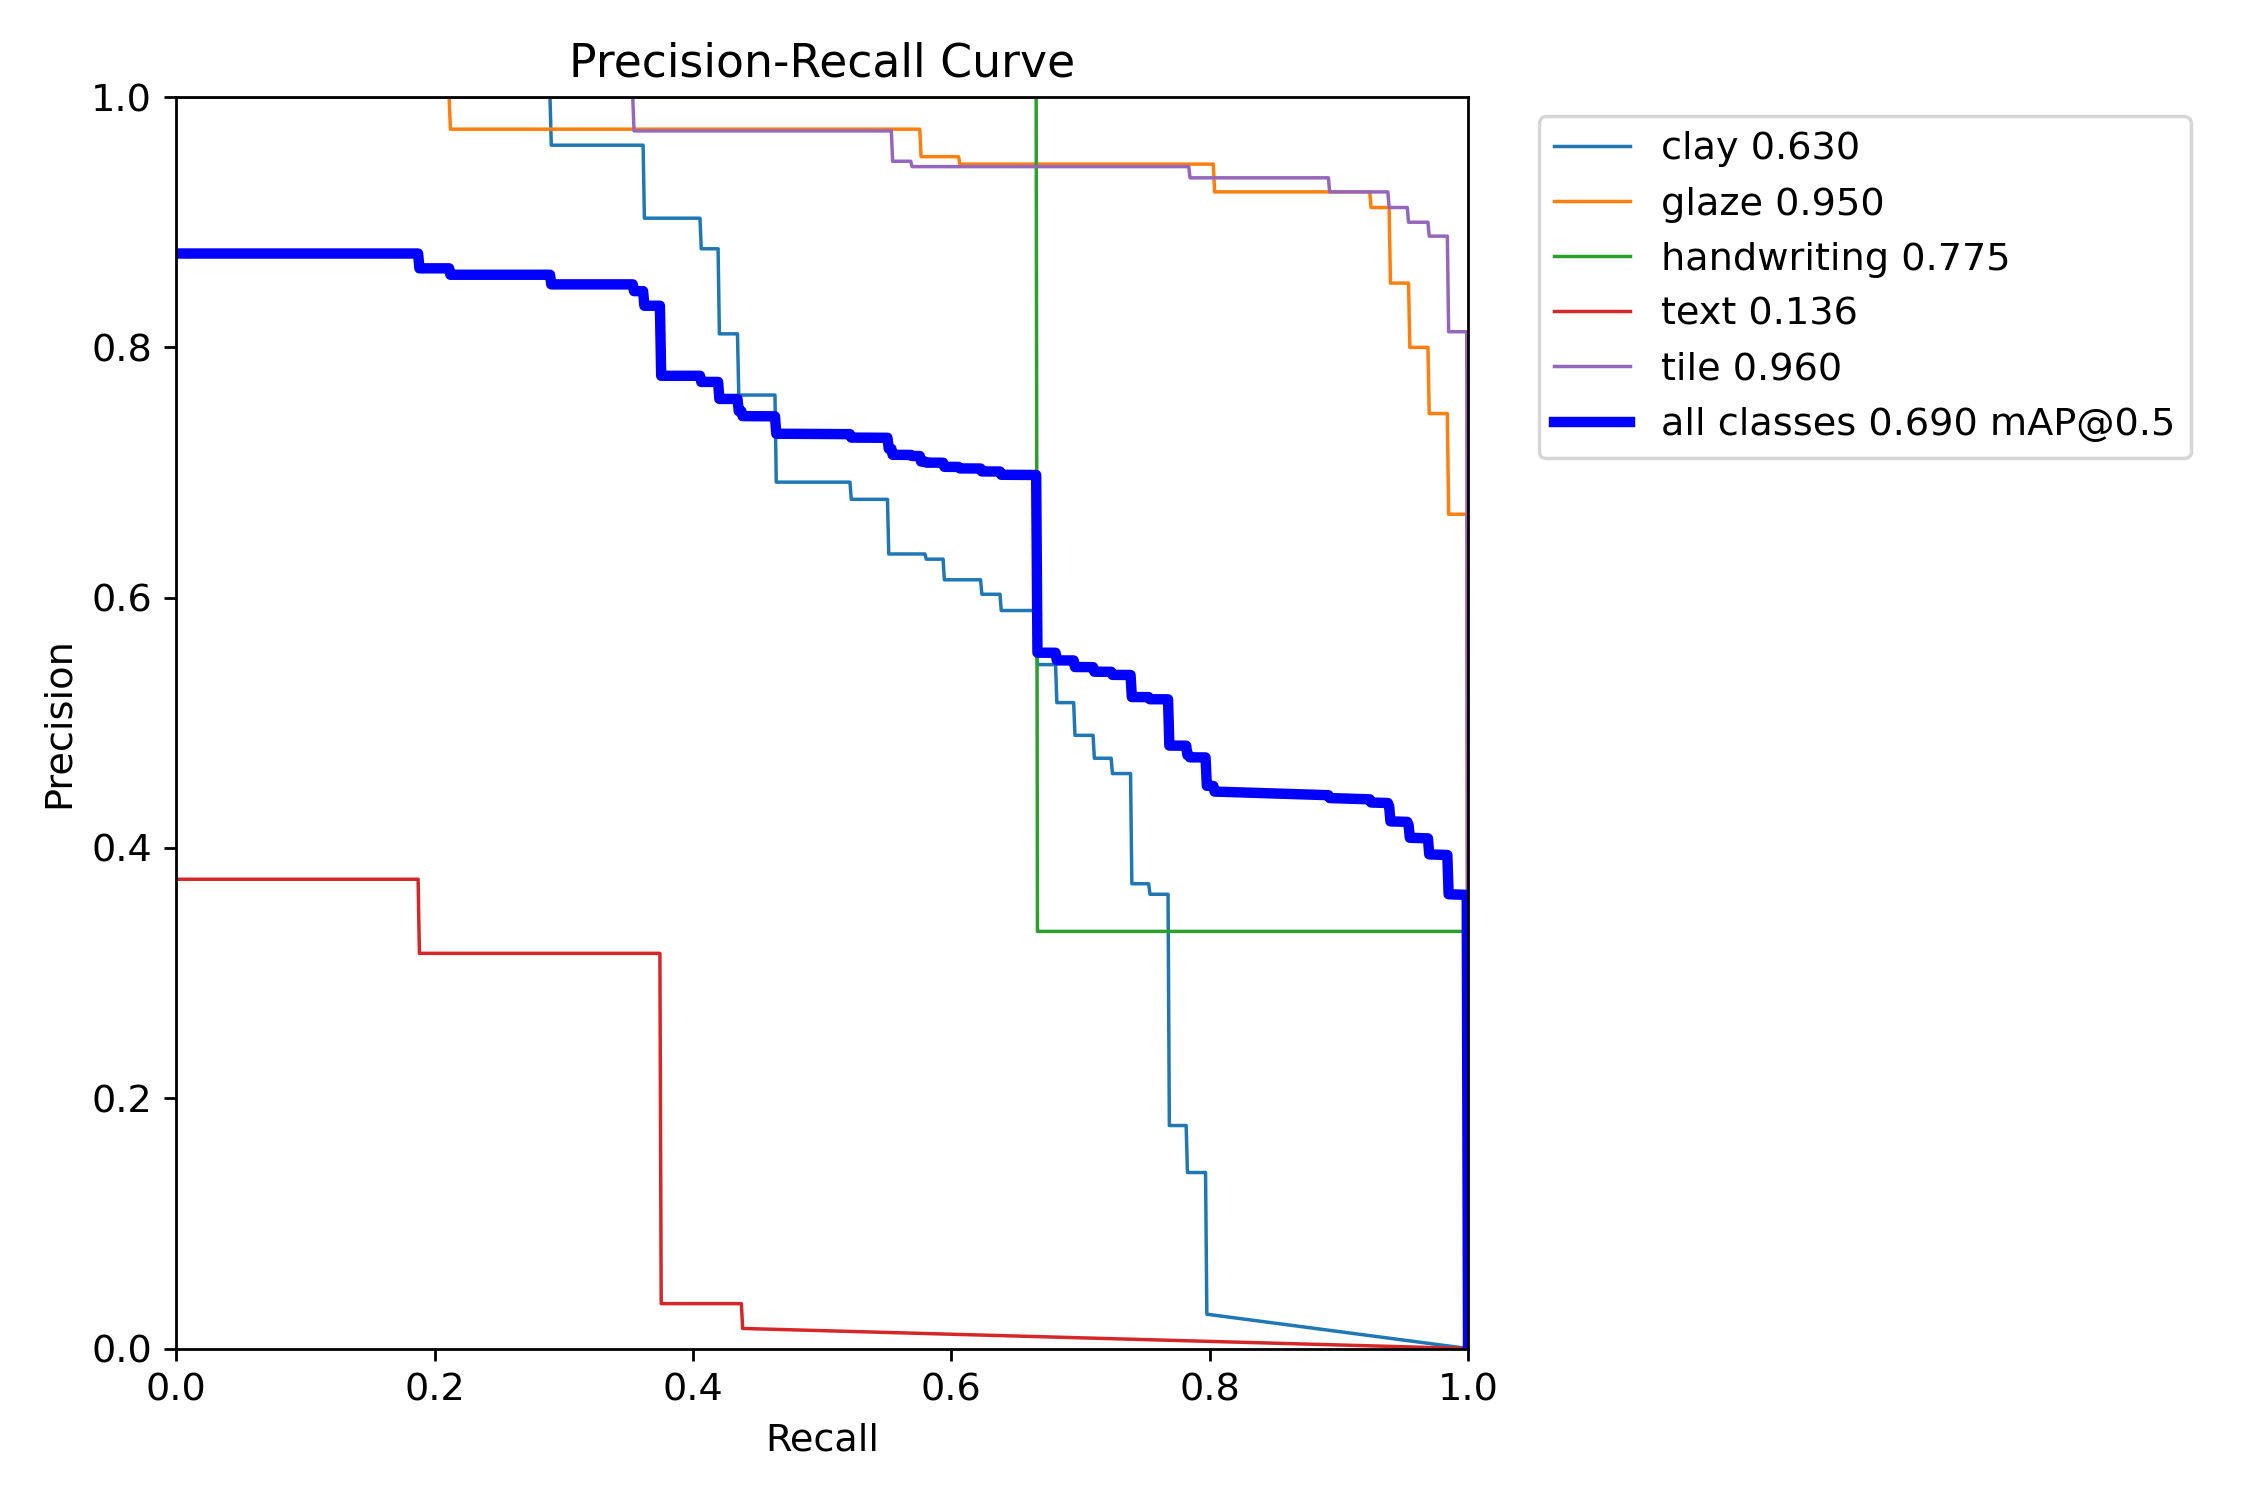 Precision-Recall Curve
1.0
0.8
0.6
0.4
0.2
0.0
Precision
0.0 0.2 0.4 0.6 0.8 1.0
Recall
clay 0.630
glaze 0.950
handwriting 0.775
text 0.136
tile 0.960
all classes 0.690 mAP@0.5